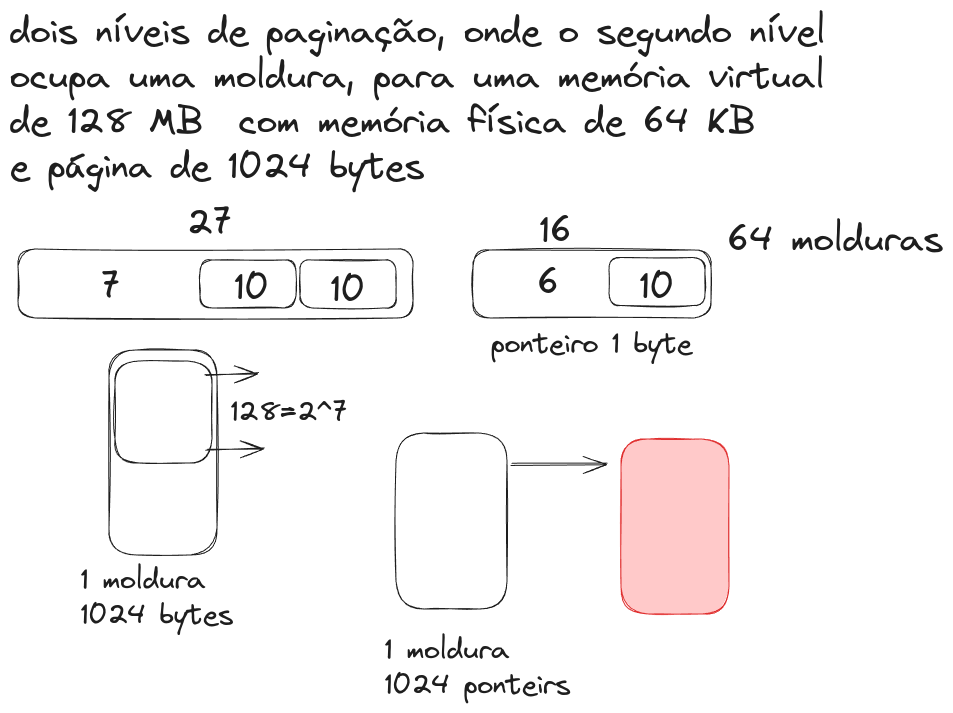 dois níveis de paginação, onde o segundo nível
ocupa uma moldura, para uma memória virtual
de 128 MB com memória física de 64 KB
e página de 1024 bytes
27
7 10 10
16
6 10
64 molduras
ponteiro 1 byte
128=2^7
1 moldura
1024 bytes
1 moldura
1024 ponteirs